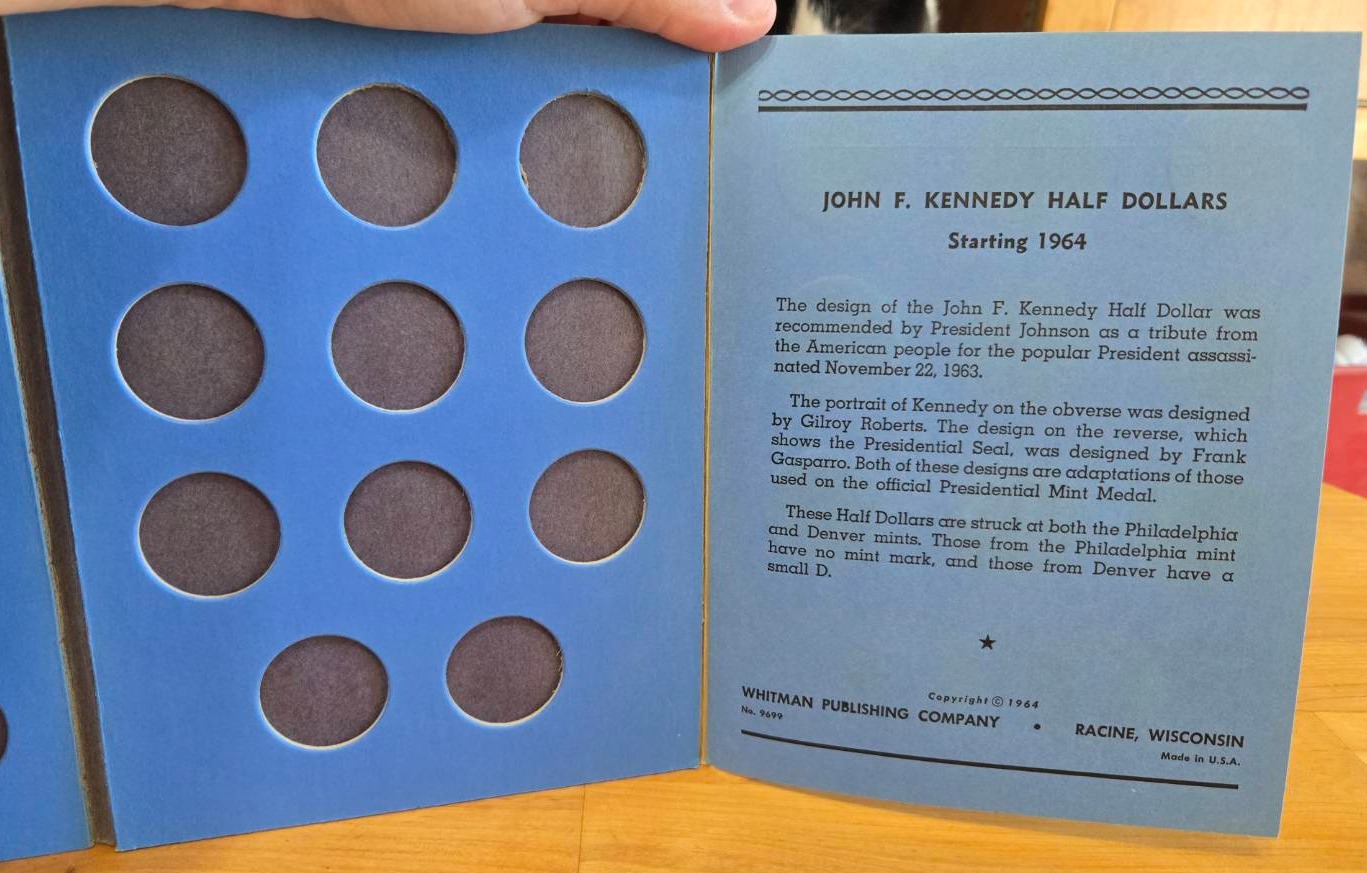 JOHN F. KENNEDY HALF DOLLARS
Starting 1964
The design of the John F. Kennedy Half Dollar was
recommended by President Johnson as a tribute from
the American people for the popular President assassi-
nated November 22, 1963.
The portrait of Kennedy on the obverse was designed
by Gilroy Roberts. The design on the reverse, which
shows the Presidential Seal, was designed by Frank
Gasparro. Both of these designs are adaptations of those
used on the official Presidential Mint Medal.
These Half Dollars are struck at both the Philadelphia
and Denver mints. Those from the Philadelphia mint
have no mint mark, and those from Denver have a
small D.
★
Copyright © 1964
WHITMAN PUBLISHING COMPANY • RACINE, WISCONSIN
No. 9699 Made in U.S.A.